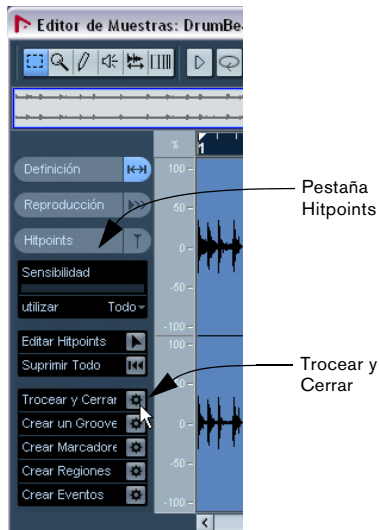 Editor de Muestras: DrumBe
%
1
Definición
100
Reproducción
50
Pestaña
Hitpoints
Hitpoints
0
Sensibilidad
-50
utilizar Todo
-100
Editar Hitpoints
100
Suprimir Todo
Trocear y
Cerrar
Trocear y Cerrar
Crear un Groove
0
Crear Marcadore
Crear Regiones
-50
Crear Eventos
-100